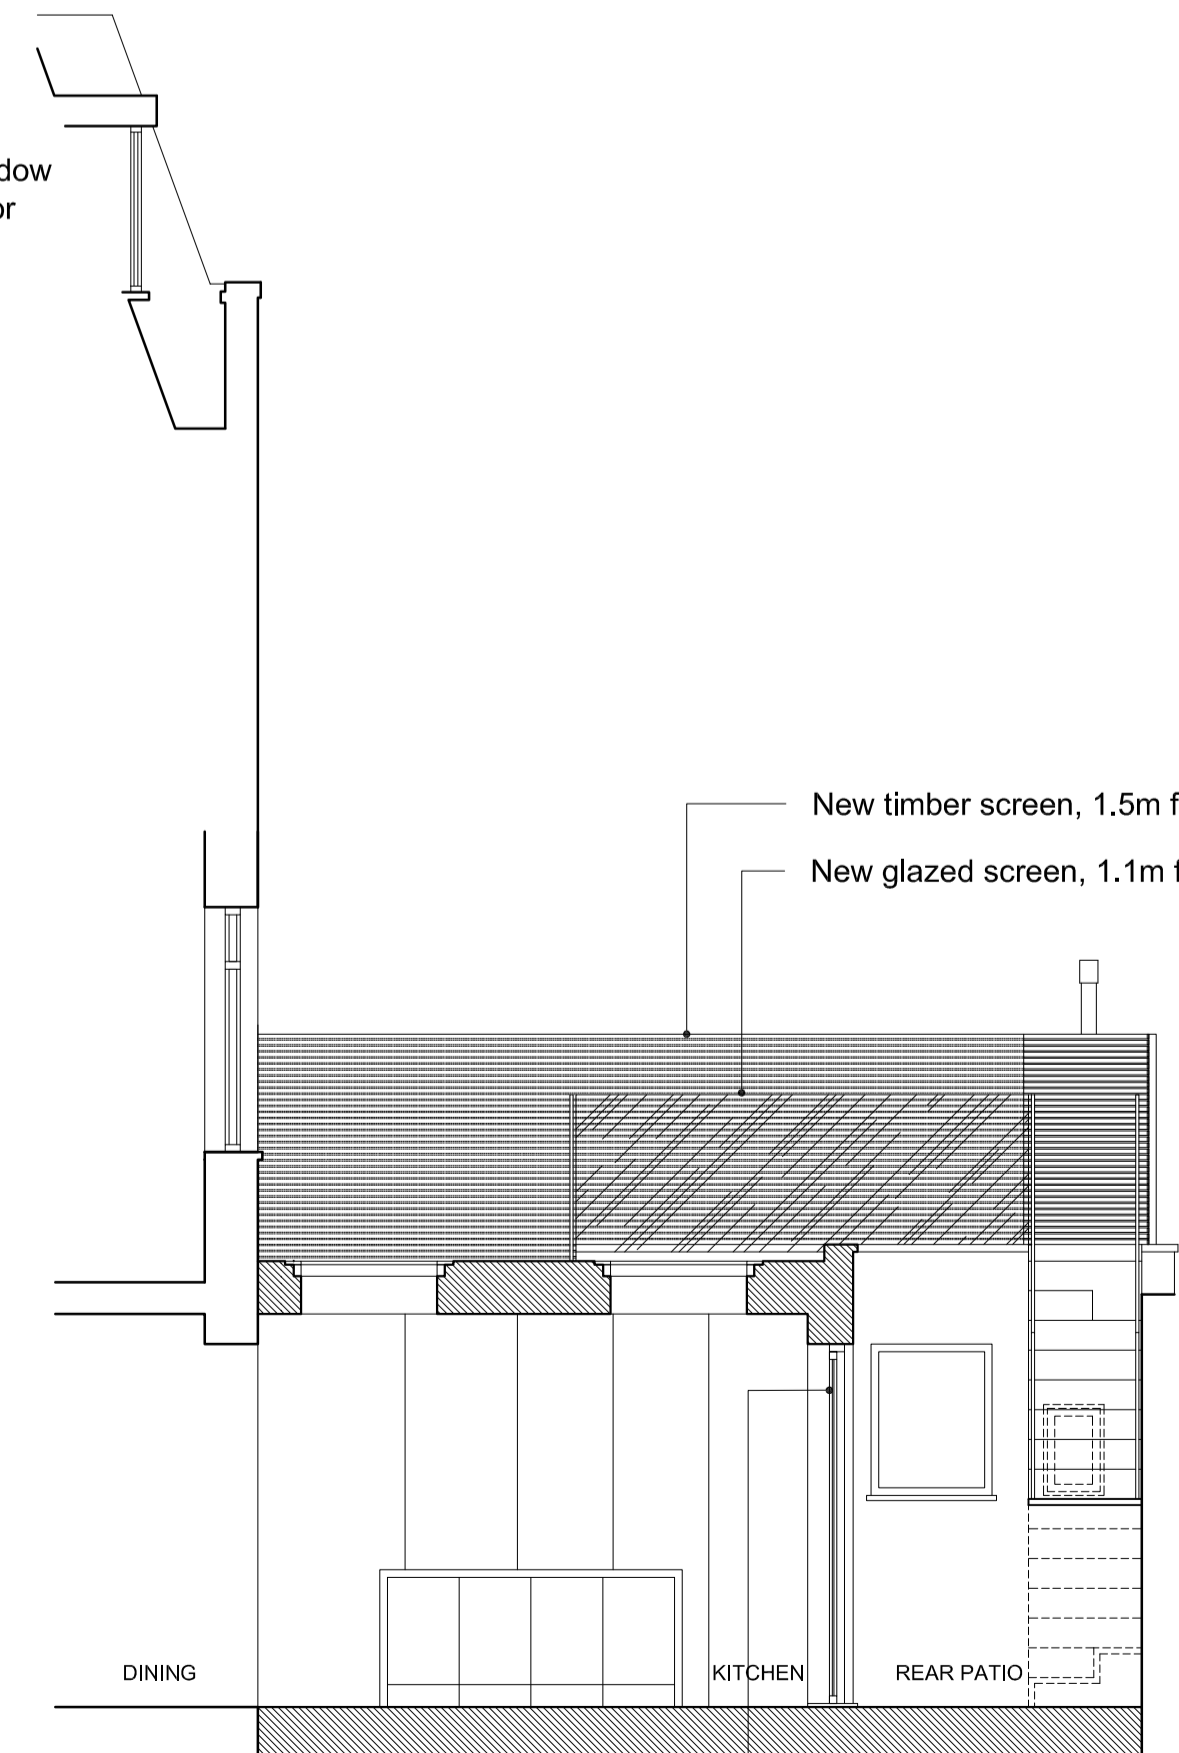 dow
or
New timber screen, 1.5m f
New glazed screen, 1.1m f
DINING
KITCHEN
REAR PATIO